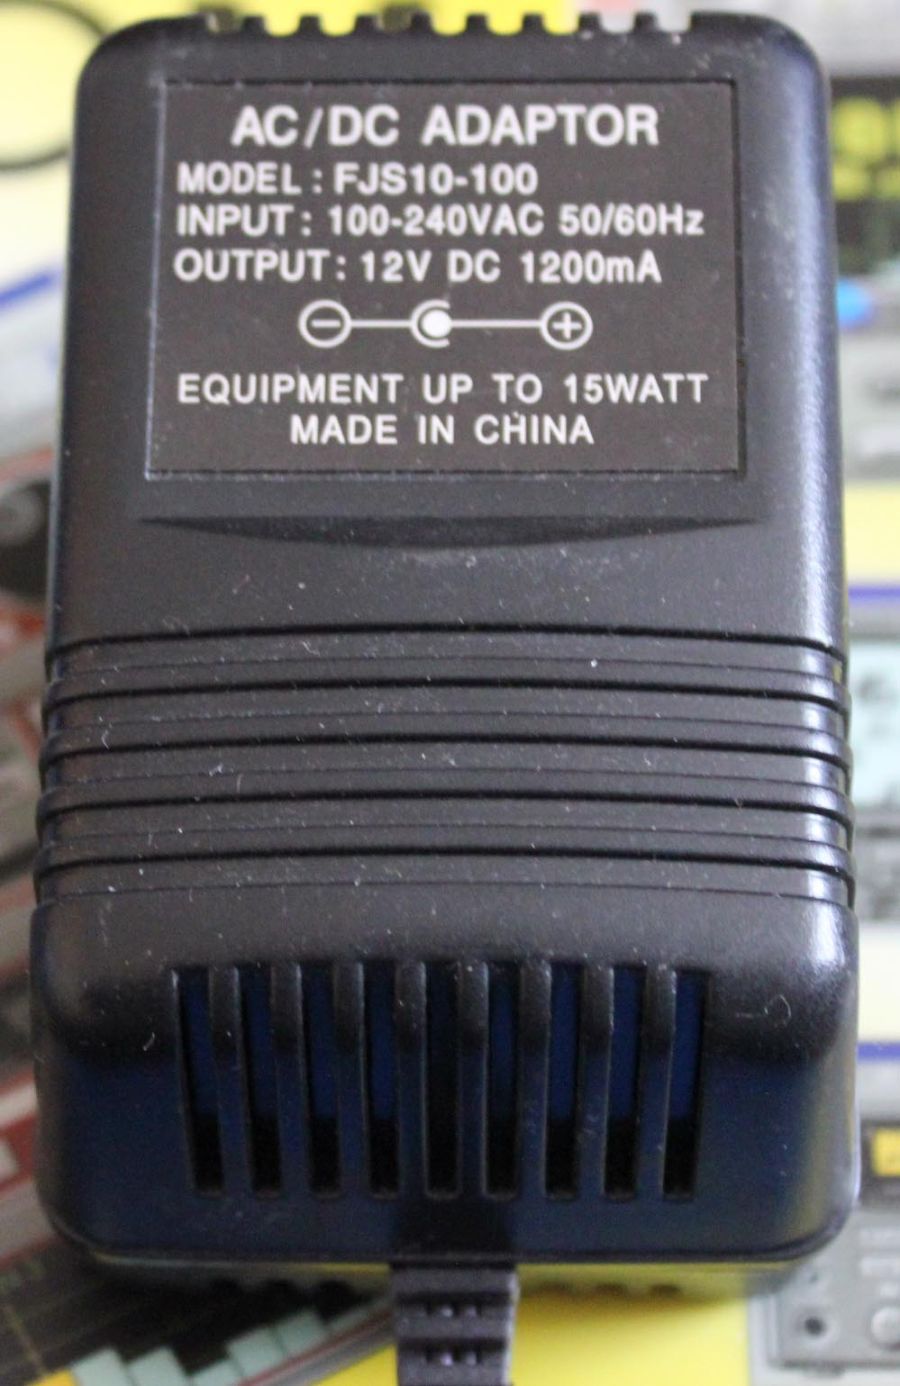 AC/DC ADAPTOR
MODEL: FJS10-100
INPUT: 100-240VAC 50/60Hz
OUTPUT: 12V DC 1200mA
EQUIPMENT UP TO 15WATT
MADE IN CHINA